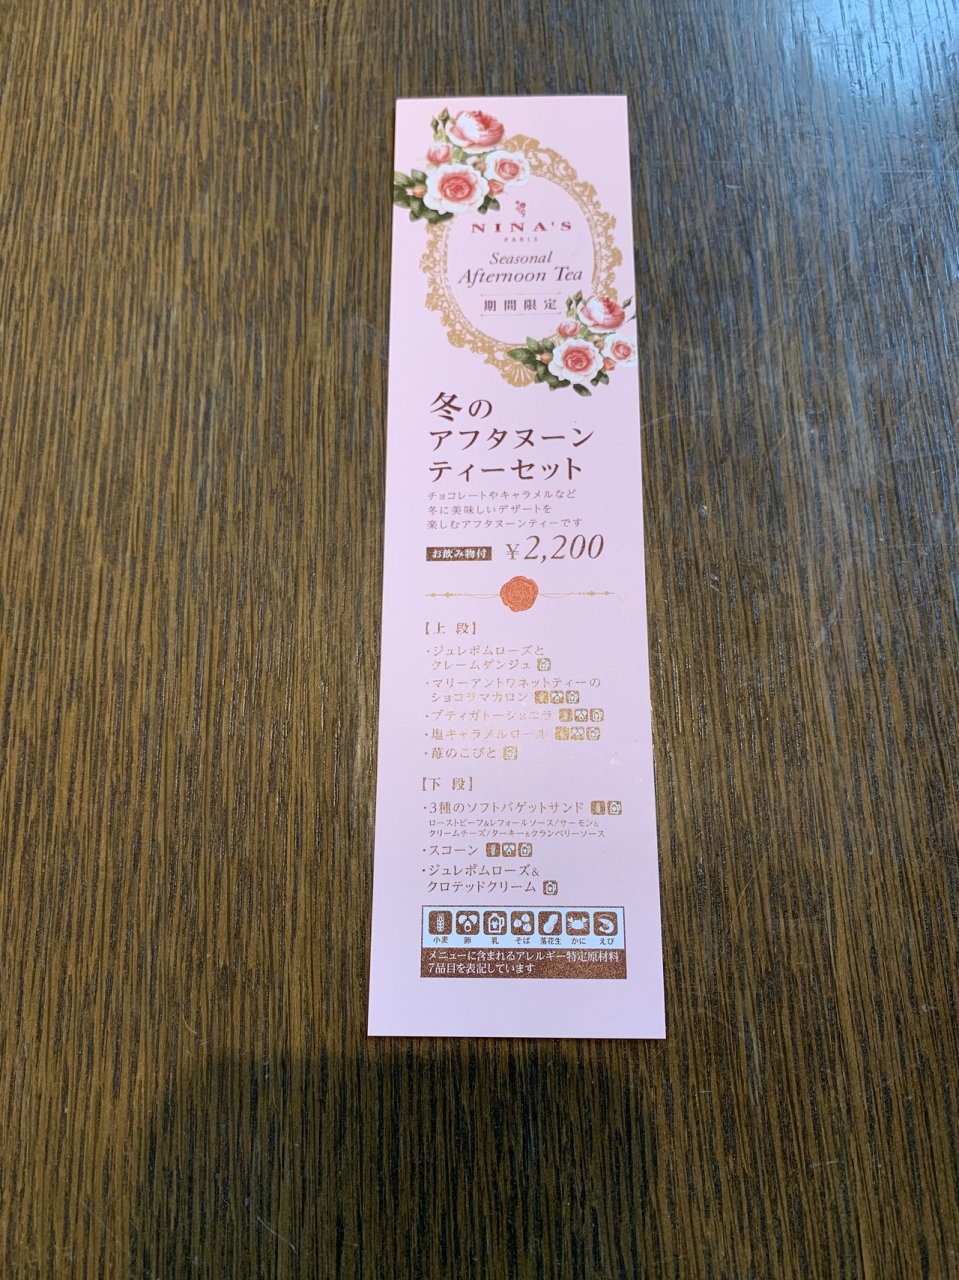 NINA'S
PARIS
Seasonal
Afternoon Tea
期間限定
冬の
アフタヌーン
ティーセット
チョコレートやキャラメルなど
冬に美味しいデザートを
楽しむアフタヌーンティーです
お飲み物付 ¥2,200
【上 段】
・ジュレポムローズと
クレームダンジュ
・マリーアントワネットティーの
ショコラマカロン
・プティガトーショコラ
・塩キャラメルロール
・苺のこびと
【下 段】
・3種のソフトバゲットサンド
ローストビーフ&レフォールソース/サーモン&
クリームチーズ/ターキー&クランベリーソース
・スコーン
・ジュレポムローズ&
クロテッドクリーム
小麦 卵 乳 そば 落花生 かに えび
メニューに含まれるアレルギー特定原材料
7品目を表記しています